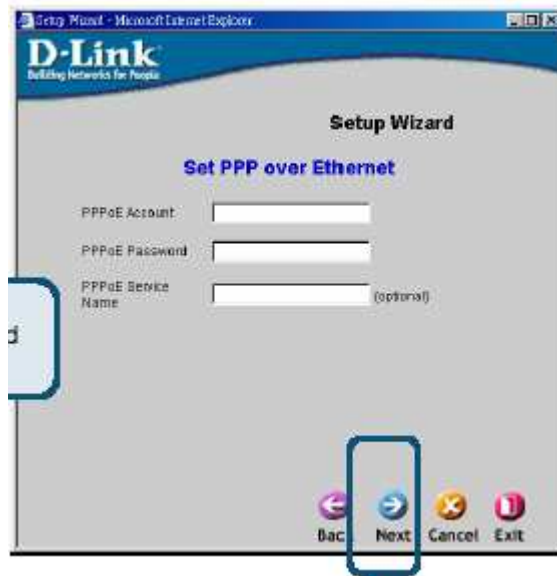 Setup Wizard - Microsoft Internet Explorer
D-Link
Building Networks for People
Setup Wizard
Set PPP over Ethernet
PPPoE Account
PPPoE Password
PPPoE Service
Name
(optional)
d
Back Next Cancel Exit